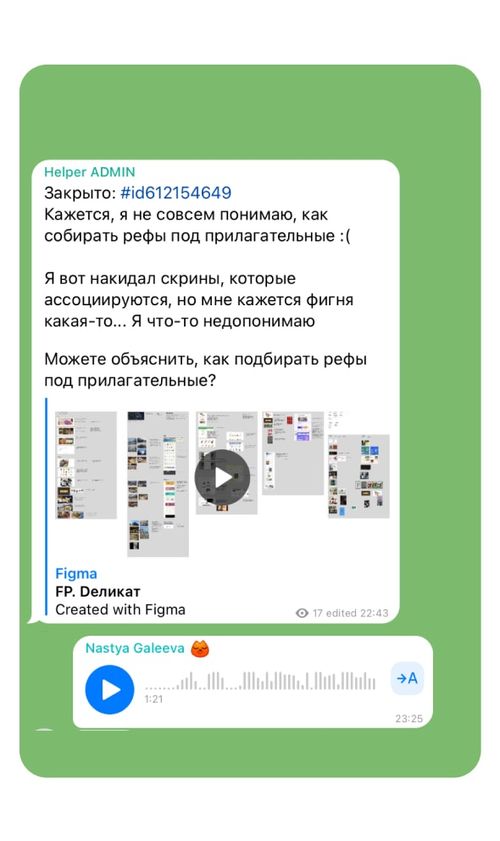 Helper ADMIN
Закрыто: #id612154649
Кажется, я не совсем понимаю, как
собирать рефы под прилагательные :(
Я вот накидал скрины, которые
ассоциируются, но мне кажется фигня
какая-то... Я что-то недопонимаю
Можете объяснить, как подбирать рефы
под прилагательные?
Figma
FP. Деликат
Created with Figma
17 edited 22:43
Nastya Galeeva
1:21
→A
23:25